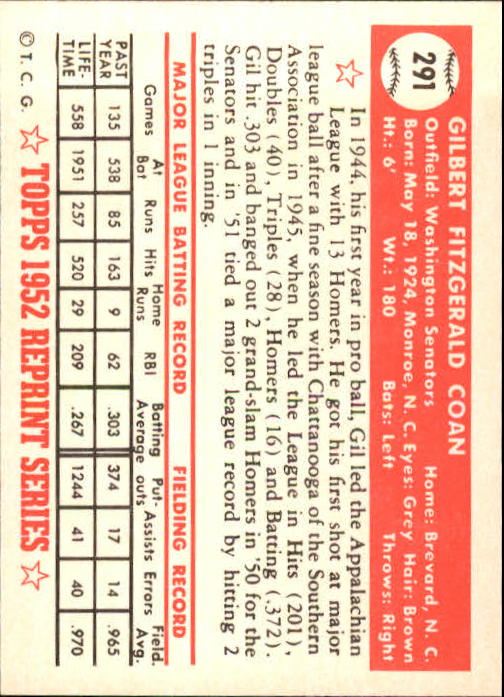 291
GILBERT FITZGERALD COAN
Outfield: Washington Senators Home: Brevard, N. C.
Born: May 18, 1924, Monroe, N. C. Eyes: Grey Hair: Brown
Ht.: 6' Wt.: 180 Bats: Left Throws: Right
In 1944, his first year in pro ball, Gil led the Appalachian
League with 13 Homers. He got his first shot at major
league ball after a fine season with Chattanooga of the Southern
Association in 1945, when he led the League in Hits (201),
Doubles (40), Triples (28), Homers (16) and Batting (.372).
Gil hit .303 and banged out 2 grand-slam Homers in '50 for the
Senators and in '51 tied a major league record by hitting 2
triples in 1 inning.
MAJOR LEAGUE BATTING RECORD FIELDING RECORD
Games At Bat Runs Hits Home Runs RBI Batting Average Put-outs Assists Errors Field. Avg.
PAST YEAR 135 538 85 163 9 62 .303 374 17 14 .965
LIFE-TIME 558 1951 257 520 29 209 .267 1244 41 40 .970
© T. C. G. TOPPS 1952 REPRINT SERIES